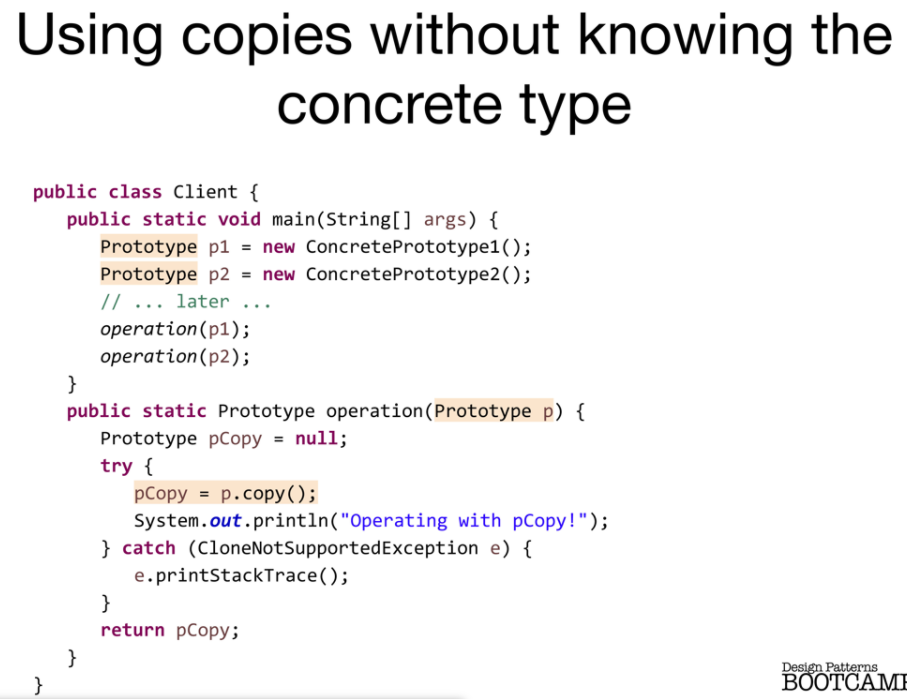 Using copies without knowing the
concrete type
public class Client {
public static void main(String[] args) {
Prototype p1 = new ConcretePrototype1();
Prototype p2 = new ConcretePrototype2();
// ... later ...
operation(p1);
operation(p2);
}
public static Prototype operation(Prototype p) {
Prototype pCopy = null;
try {
pCopy = p.copy();
System.out.println("Operating with pCopy!");
} catch (CloneNotSupportedException e) {
e.printStackTrace();
}
return pCopy;
}
}
Design Patterns
BOOTCAMP